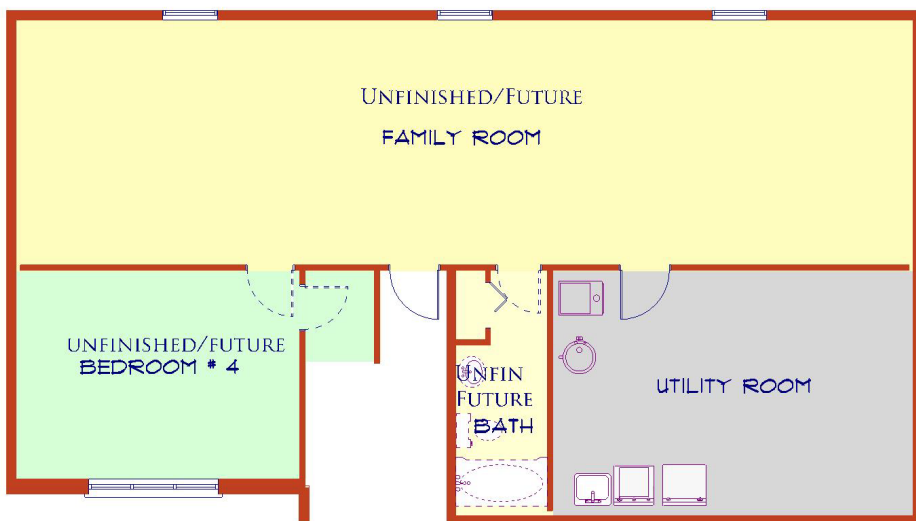 UNFINISHED/FUTURE
FAMILY ROOM
UNFINISHED/FUTURE
BEDROOM # 4
UNFIN
FUTURE
BATH
UTILITY ROOM